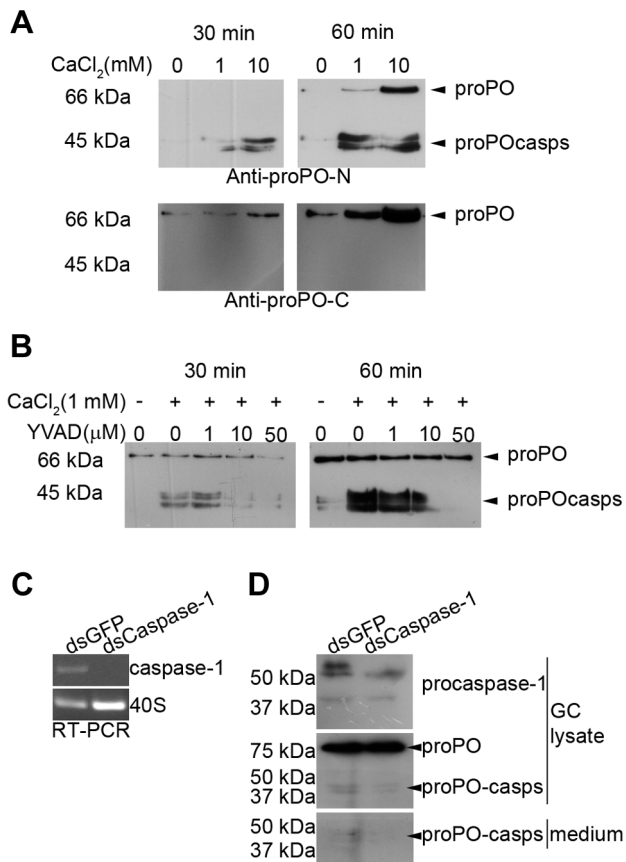 A
30 min 60 min
CaCl2(mM) 0 1 10 0 1 10
66 kDa proPO
45 kDa proPOcasps
Anti-proPO-N
66 kDa proPO
45 kDa
Anti-proPO-C
B
30 min 60 min
CaCl2(1 mM) - + + + + - + + + +
YVAD(µM) 0 0 1 10 50 0 0 1 10 50
66 kDa proPO
45 kDa proPOcasps
C
dsGFP
dsCaspase-1
caspase-1
40S
RT-PCR
D
dsGFP
dsCaspase-1
50 kDa procaspase-1
37 kDa
GC
lysate
75 kDa proPO
50 kDa
37 kDa proPO-casps
50 kDa proPO-casps medium
37 kDa